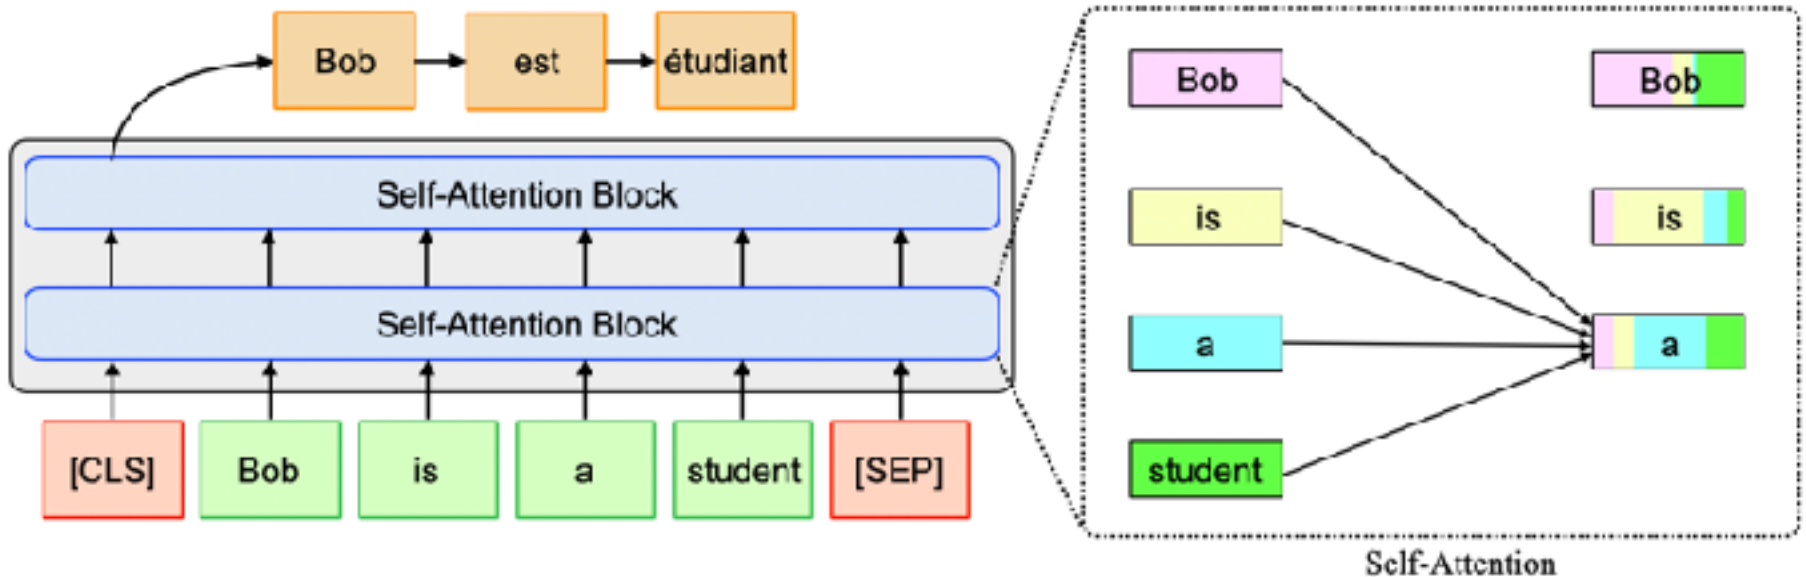 Bob est étudiant
Self-Attention Block
Self-Attention Block
[CLS] Bob is a student [SEP]
Bob Bob
is is
a a
student
Self-Attention